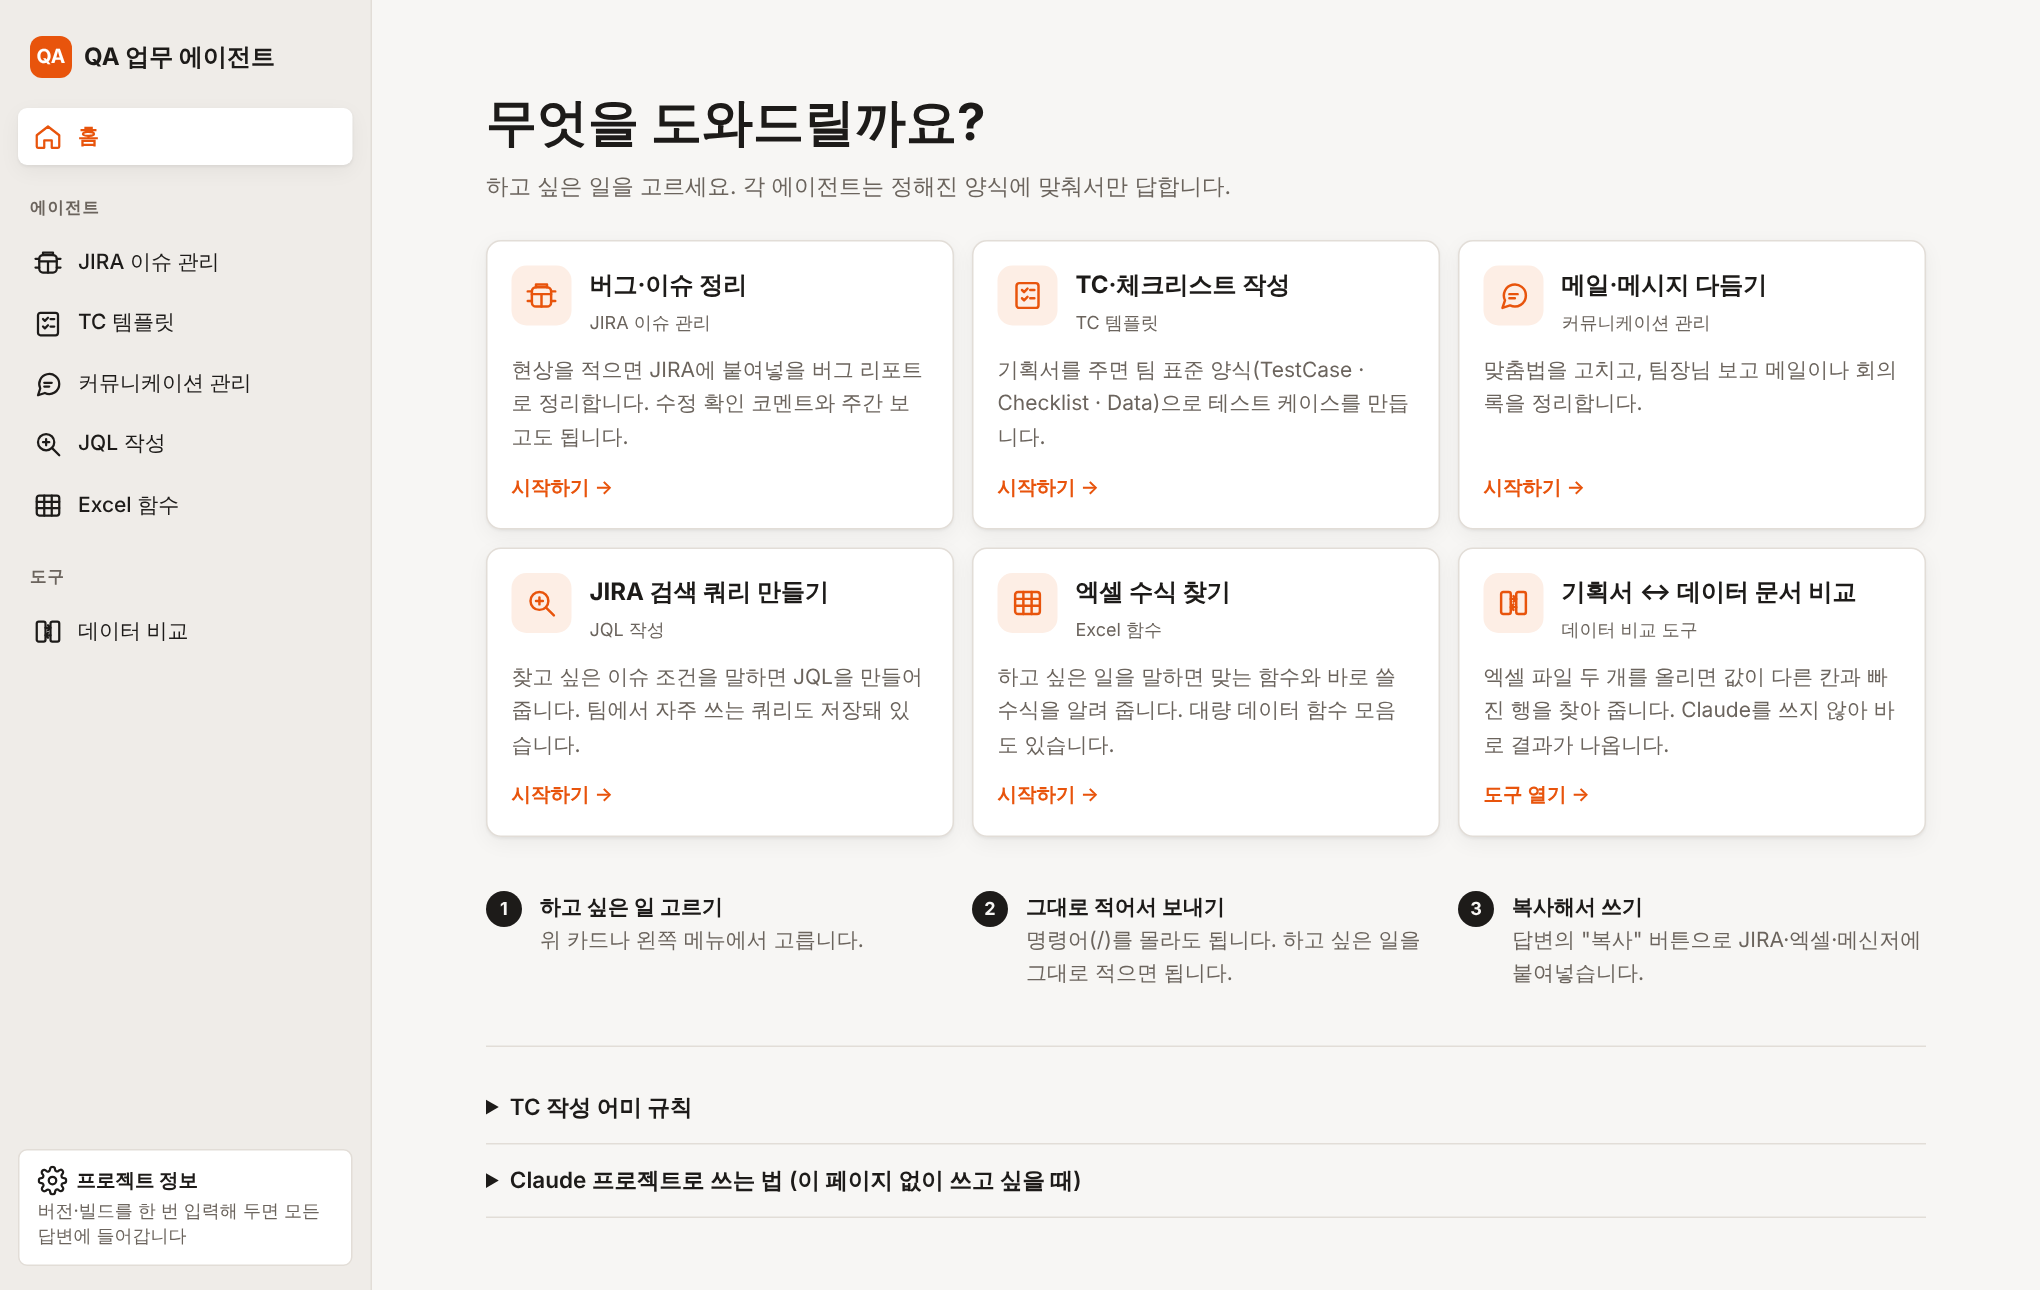 QA QA 업무 에이전트
홈
에이전트
JIRA 이슈 관리
TC 템플릿
커뮤니케이션 관리
JQL 작성
Excel 함수
도구
데이터 비교
프로젝트 정보
버전·빌드를 한 번 입력해 두면 모든
답변에 들어갑니다
무엇을 도와드릴까요?
하고 싶은 일을 고르세요. 각 에이전트는 정해진 양식에 맞춰서만 답합니다.
버그·이슈 정리
JIRA 이슈 관리
현상을 적으면 JIRA에 붙여넣을 버그 리포트
로 정리합니다. 수정 확인 코멘트와 주간 보
고도 됩니다.
시작하기 →
TC·체크리스트 작성
TC 템플릿
기획서를 주면 팀 표준 양식(TestCase ·
Checklist · Data)으로 테스트 케이스를 만듭
니다.
시작하기 →
메일·메시지 다듬기
커뮤니케이션 관리
맞춤법을 고치고, 팀장님 보고 메일이나 회의
록을 정리합니다.
시작하기 →
JIRA 검색 쿼리 만들기
JQL 작성
찾고 싶은 이슈 조건을 말하면 JQL을 만들어
줍니다. 팀에서 자주 쓰는 쿼리도 저장돼 있
습니다.
시작하기 →
엑셀 수식 찾기
Excel 함수
하고 싶은 일을 말하면 맞는 함수와 바로 쓸
수식을 알려 줍니다. 대량 데이터 함수 모음
도 있습니다.
시작하기 →
기획서 ↔ 데이터 문서 비교
데이터 비교 도구
엑셀 파일 두 개를 올리면 값이 다른 칸과 빠
진 행을 찾아 줍니다. Claude를 쓰지 않아 바
로 결과가 나옵니다.
도구 열기 →
1 하고 싶은 일 고르기
위 카드나 왼쪽 메뉴에서 고릅니다.
2 그대로 적어서 보내기
명령어(/)를 몰라도 됩니다. 하고 싶은 일을
그대로 적으면 됩니다.
3 복사해서 쓰기
답변의 "복사" 버튼으로 JIRA·엑셀·메신저에
붙여넣습니다.
▶ TC 작성 어미 규칙
▶ Claude 프로젝트로 쓰는 법 (이 페이지 없이 쓰고 싶을 때)